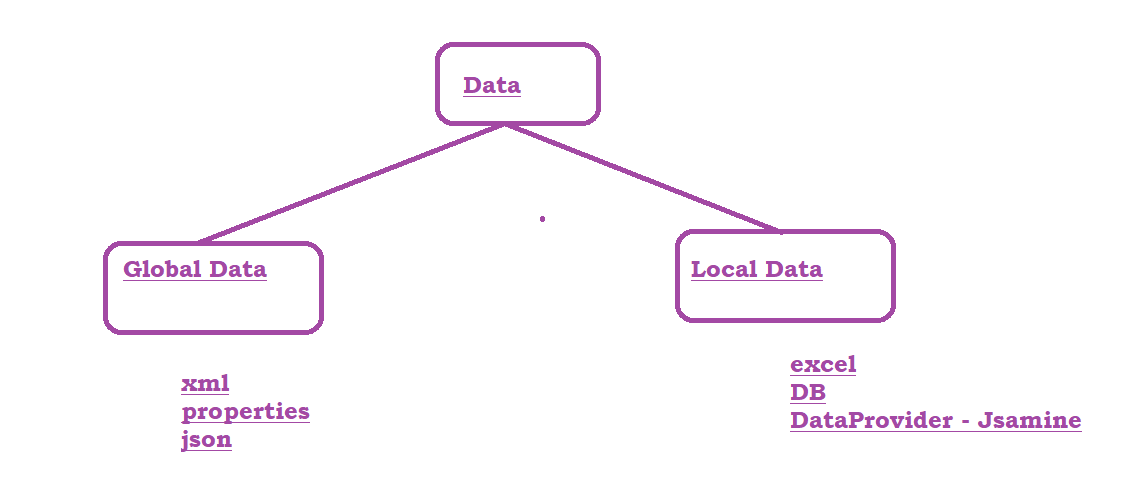 Data
Global Data
Local Data
xml
properties
json
excel
DB
DataProvider - Jsamine